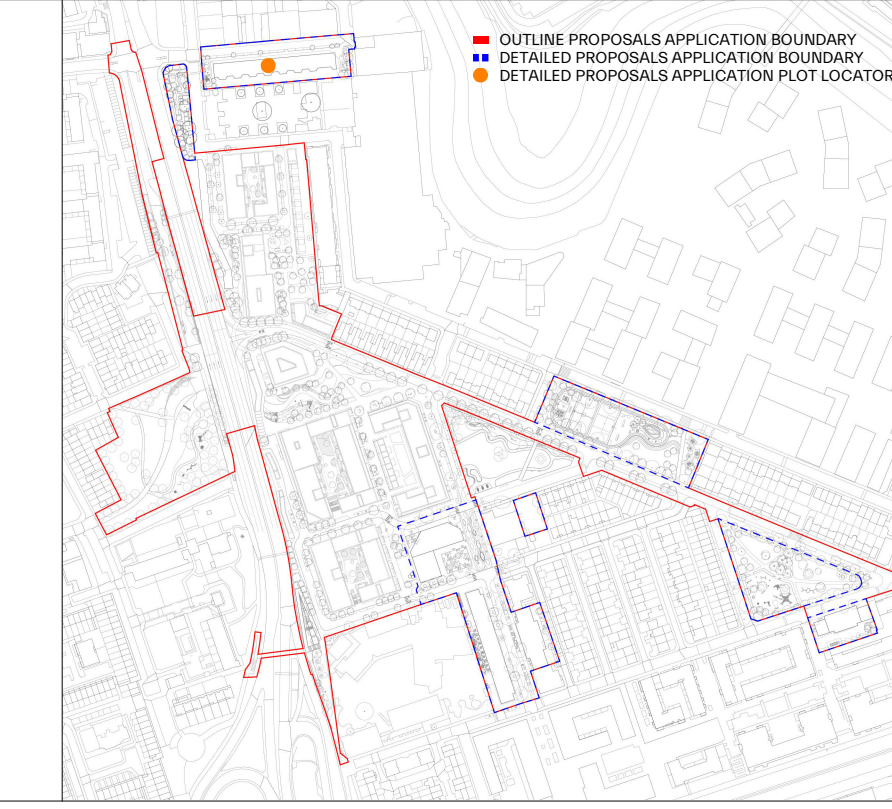 OUTLINE PROPOSALS APPLICATION BOUNDARY
DETAILED PROPOSALS APPLICATION BOUNDARY
DETAILED PROPOSALS APPLICATION PLOT LOCATOR